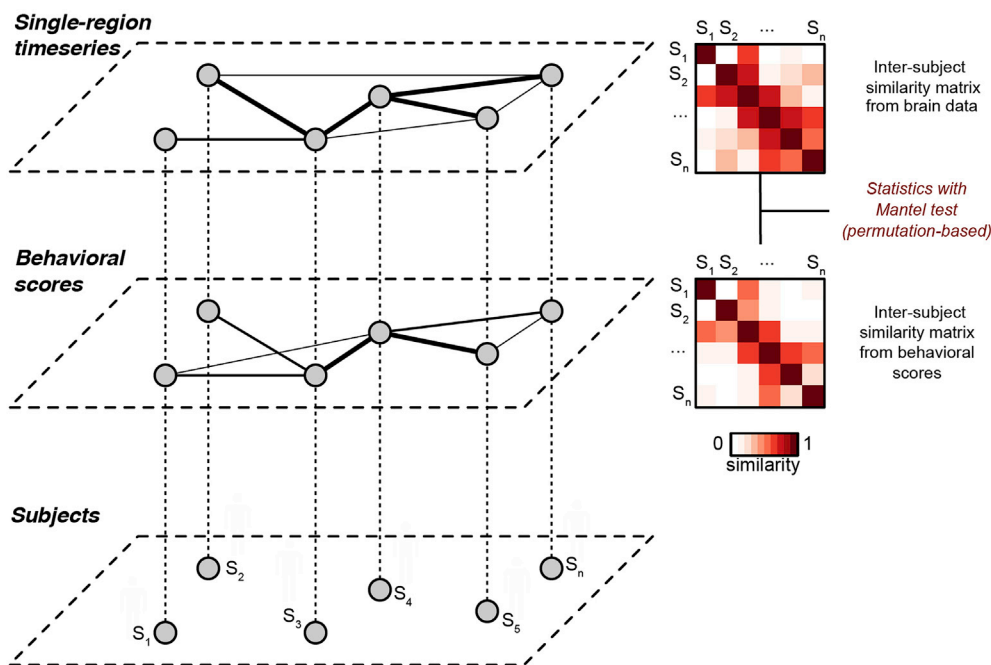 Single-region
timeseries
S1 S2 ... Sn
S1
S2
...
Sn
Inter-subject
similarity matrix
from brain data
Statistics with
Mantel test
(permutation-based)
Behavioral
scores
S1 S2 ... Sn
S1
S2
...
Sn
Inter-subject
similarity matrix
from behavioral
scores
0 1
similarity
Subjects
S2
Sn
S4
S5
S1
S3